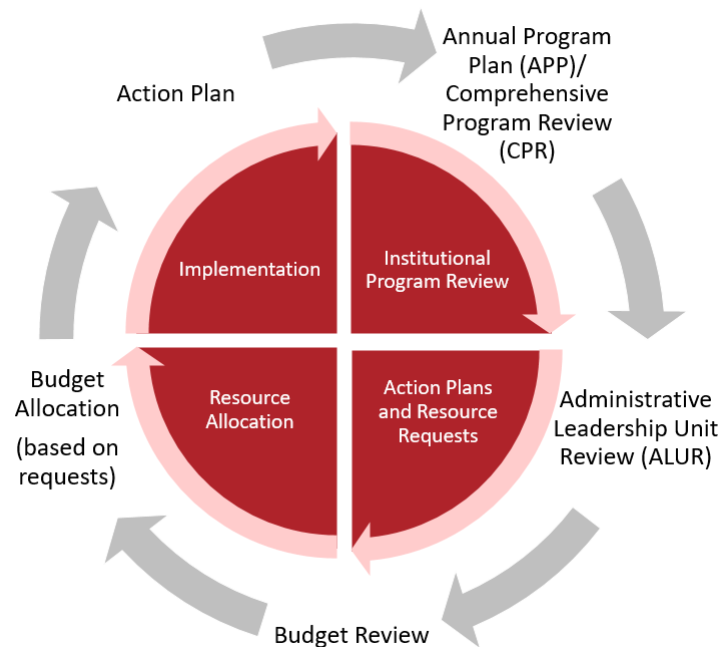 Annual Program
Plan (APP)/
Comprehensive
Program Review
(CPR)
Action Plan
Implementation
Institutional
Program Review
Budget
Allocation
(based on
requests)
Resource
Allocation
Action Plans
and Resource
Requests
Administrative
Leadership Unit
Review (ALUR)
Budget Review